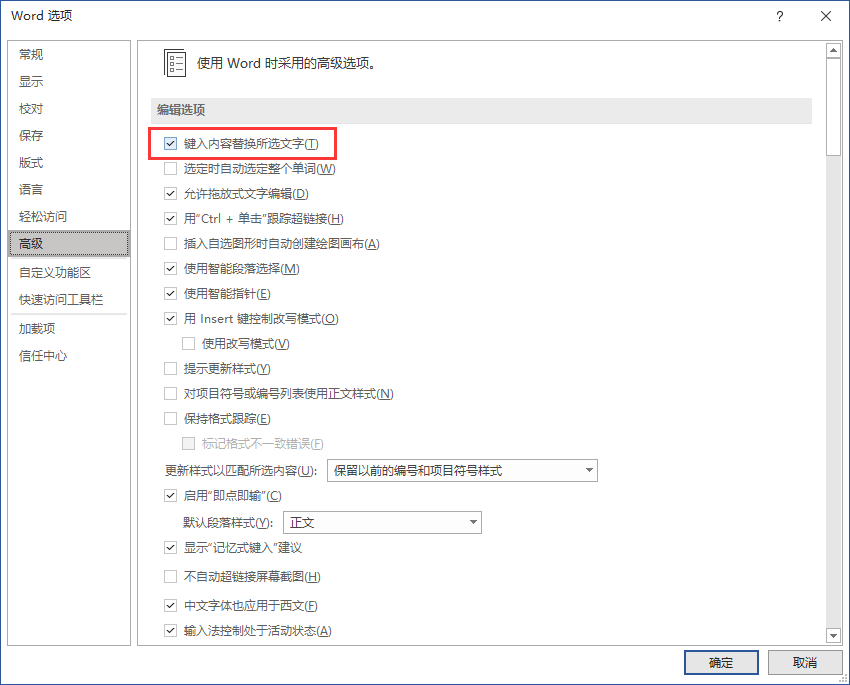 Word 选项
常规
显示
校对
保存
版式
语言
轻松访问
高级
自定义功能区
快速访问工具栏
加载项
信任中心
使用 Word 时采用的高级选项。
编辑选项
键入内容替换所选文字(T)
选定时自动选定整个单词(W)
允许拖放式文字编辑(D)
用“Ctrl + 单击”跟踪超链接(H)
插入自选图形时自动创建绘图画布(A)
使用智能段落选择(M)
使用智能指针(E)
用 Insert 键控制改写模式(O)
使用改写模式(V)
提示更新样式(Y)
对项目符号或编号列表使用正文样式(N)
保持格式跟踪(E)
标记格式不一致错误(F)
更新样式以匹配所选内容(U): 保留以前的编号和项目符号样式
启用“即点即输”(C)
默认段落样式(Y): 正文
显示“记忆式键入”建议
不自动超链接屏幕截图(H)
中文字体也应用于西文(F)
输入法控制处于活动状态(A)
确定 取消